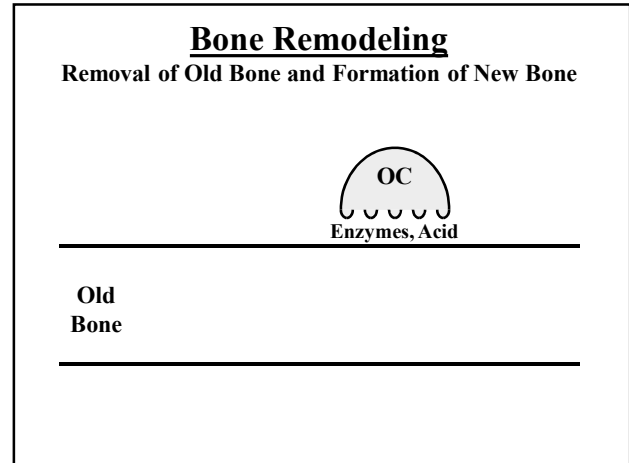 Bone Remodeling
Removal of Old Bone and Formation of New Bone
OC
Enzymes, Acid
Old
Bone